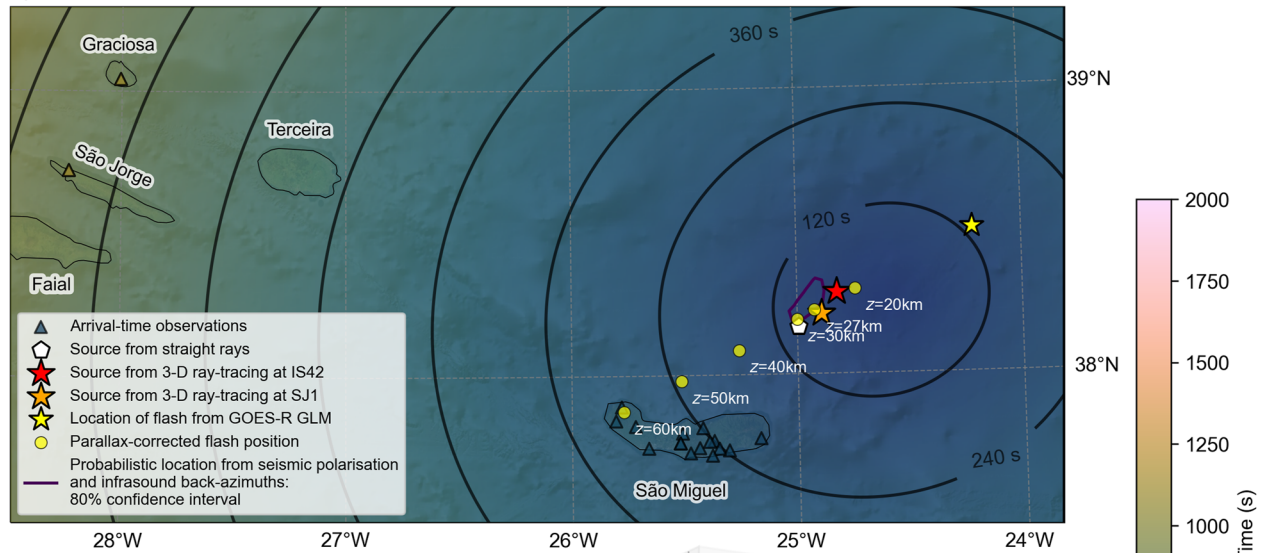 Graciosa
360 s
39°N
Terceira
São Jorge
2000
120 s
Faial
z=20km
1750
Arrival-time observations
z=27km
z=30km
Source from straight rays
1500
Source from 3-D ray-tracing at IS42
z=40km
38°N
Source from 3-D ray-tracing at SJ1
z=50km
Location of flash from GOES-R GLM
z=60km
Parallax-corrected flash position
1250
Probabilistic location from seismic polarisation
and infrasound back-azimuths:
80% confidence interval
240 s
São Miguel
1000
28°W
27°W
26°W
25°W
24°W
Time (s)